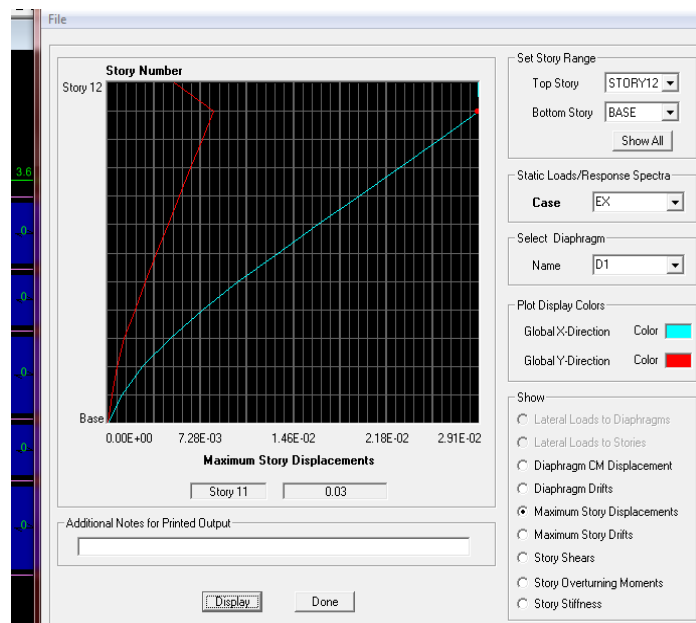 File
Story Number
Story 12
Base
0.00E+00 7.28E-03 1.46E-02 2.18E-02 2.91E-02
Maximum Story Displacements
Story 11 0.03
Additional Notes for Printed Output
Display Done
Set Story Range
Top Story STORY12
Bottom Story BASE
Show All
Static Loads/Response Spectra
Case EX
Select Diaphragm
Name D1
Plot Display Colors
Global X-Direction Color
Global Y-Direction Color
Show
Lateral Loads to Diaphragms
Lateral Loads to Stories
Diaphragm CM Displacement
Diaphragm Drifts
Maximum Story Displacements
Maximum Story Drifts
Story Shears
Story Overturning Moments
Story Stiffness
3.6
0
0
0
0
0